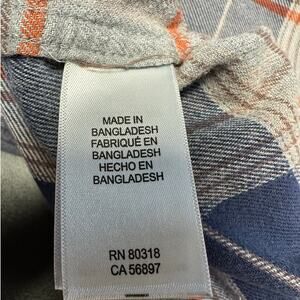 MADE IN
BANGLADESH
FABRIQUÉ EN
BANGLADESH
HECHO EN
BANGLADESH
RN 80318
CA 56897